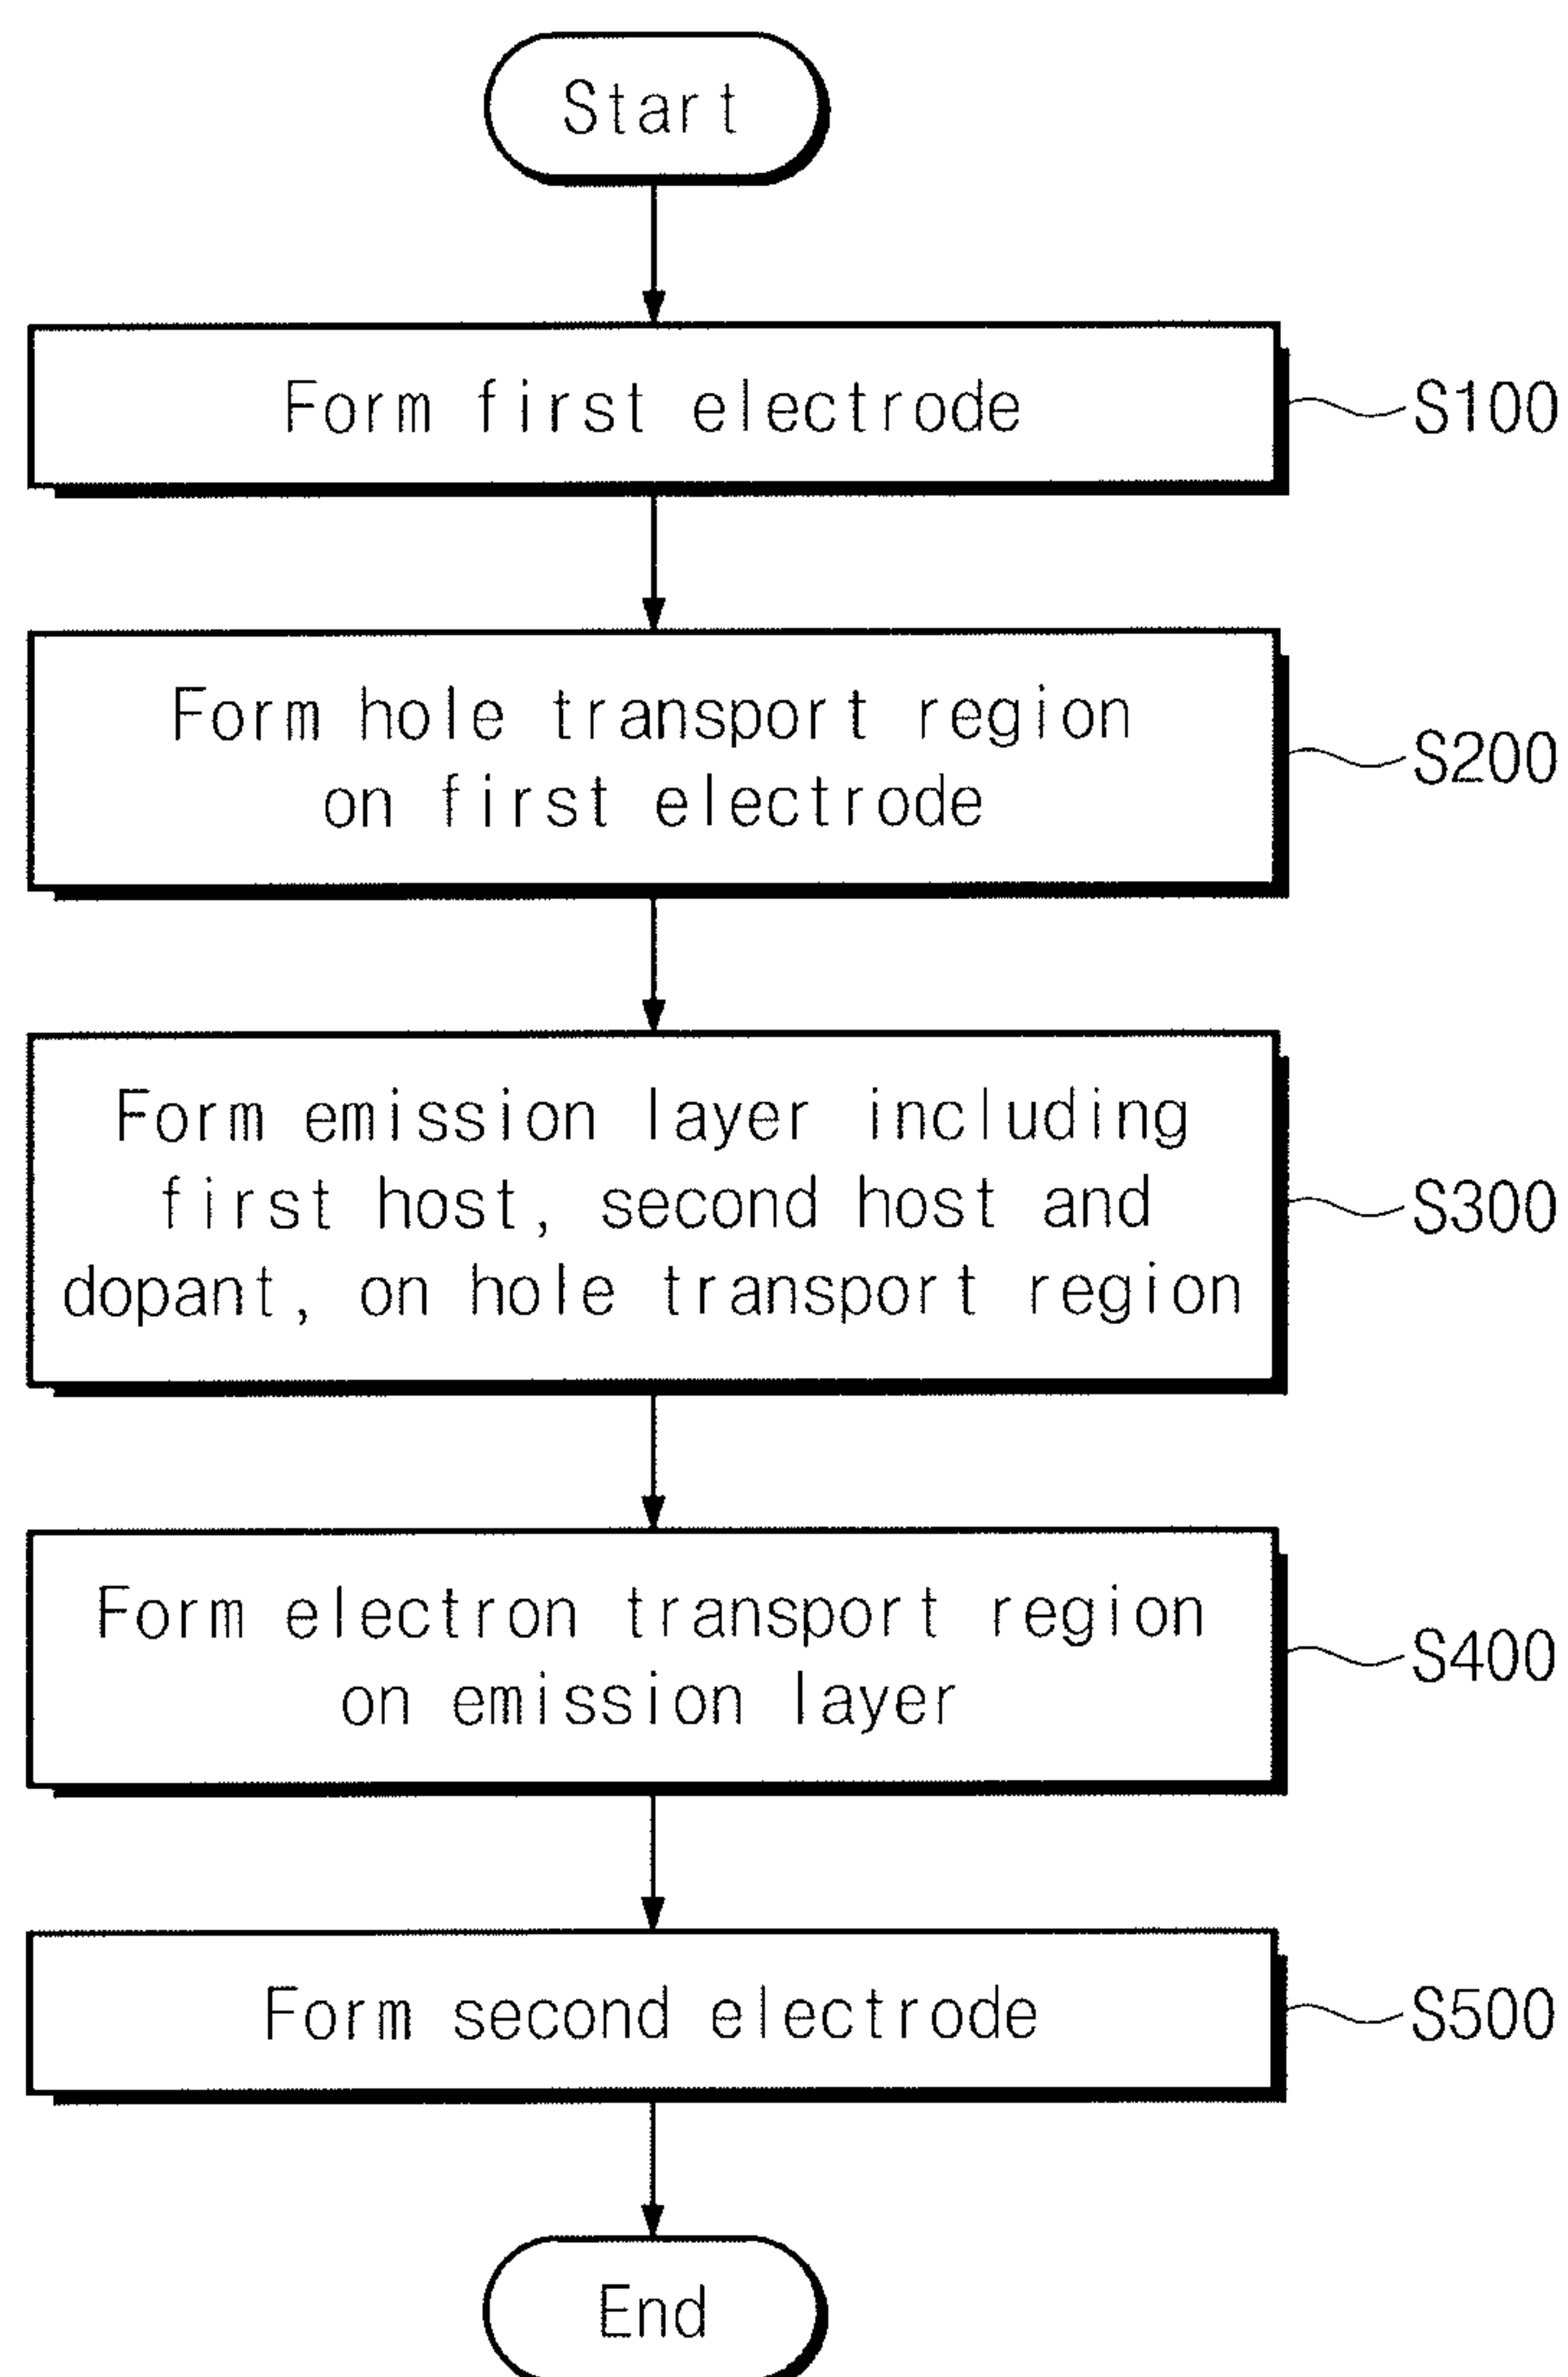 Start
Form first electrode
S100
Form hole transport region
on first electrode
S200
Form emission layer including
first host, second host and
dopant, on hole transport region
S300
Form electron transport region
on emission layer
S400
Form second electrode
S500
End